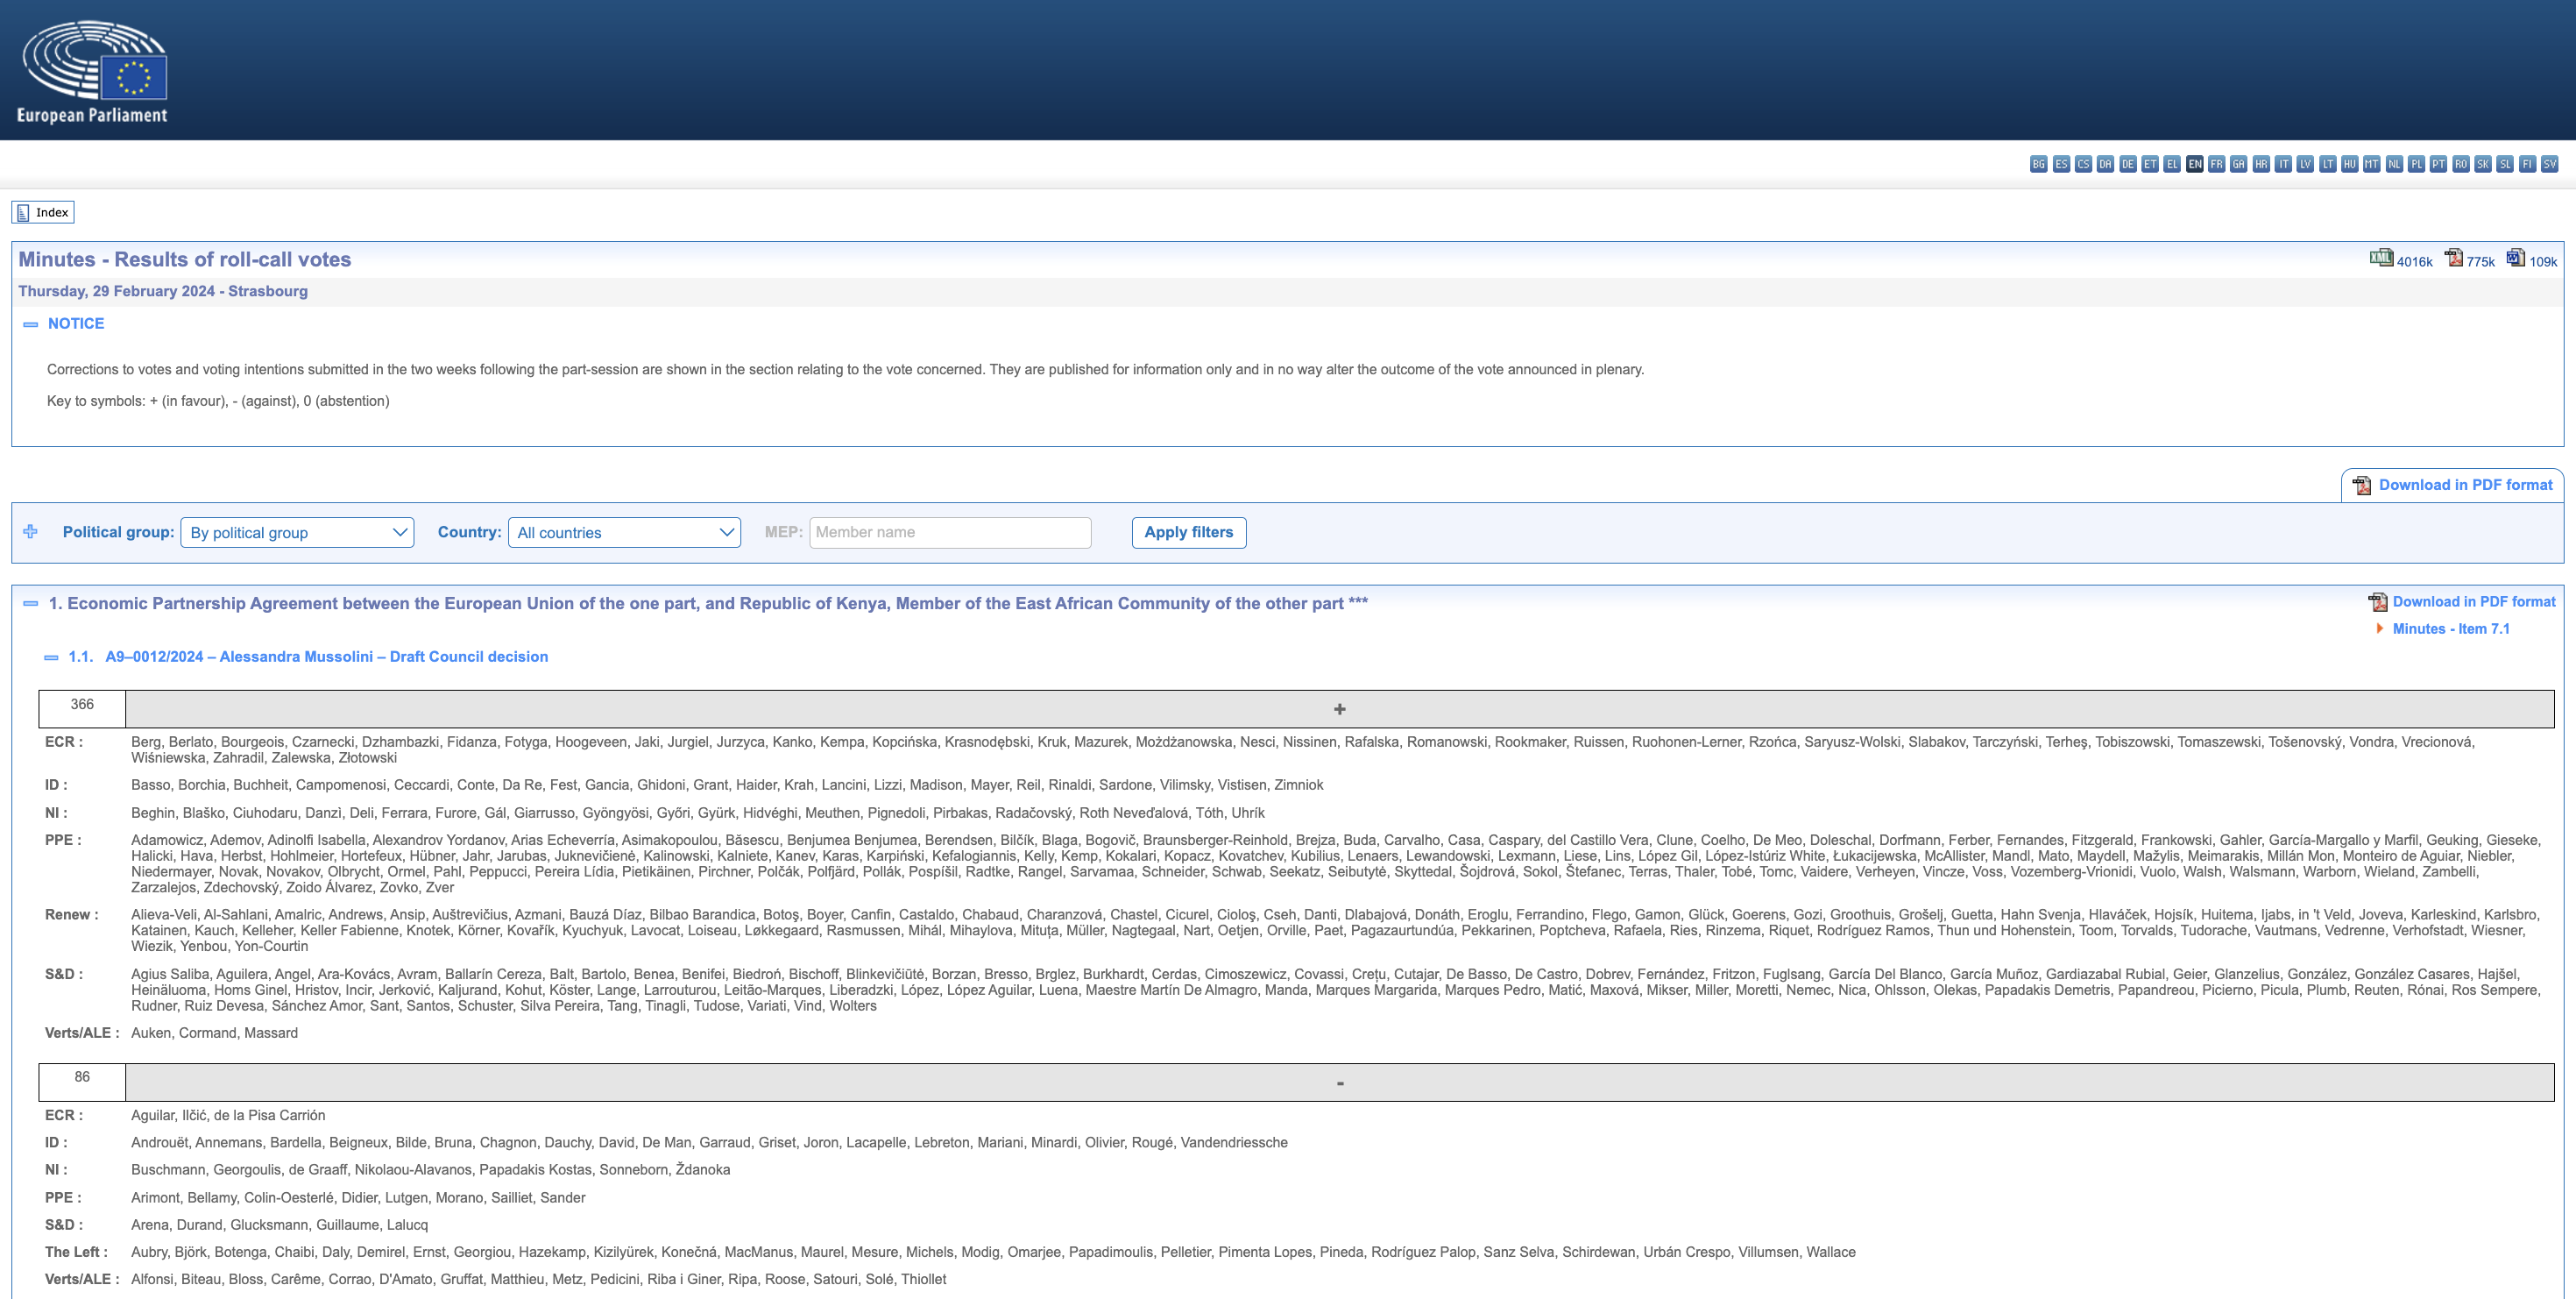 European Parliament
BG ES CS DA DE ET EL EN FR GA HR IT LV LT HU MT NL PL PT RO SK SL FI SV
Index
Minutes - Results of roll-call votes
XML 4016k 775k 109k
Thursday, 29 February 2024 - Strasbourg
NOTICE
Corrections to votes and voting intentions submitted in the two weeks following the part-session are shown in the section relating to the vote concerned. They are published for information only and in no way alter the outcome of the vote announced in plenary.
Key to symbols: + (in favour), - (against), 0 (abstention)
Download in PDF format
Political group: By political group Country: All countries MEP: Member name Apply filters
1. Economic Partnership Agreement between the European Union of the one part, and Republic of Kenya, Member of the East African Community of the other part ***
Download in PDF format
Minutes - Item 7.1
1.1. A9–0012/2024 – Alessandra Mussolini – Draft Council decision
366 +
ECR : Berg, Berlato, Bourgeois, Czarnecki, Dzhambazki, Fidanza, Fotyga, Hoogeveen, Jaki, Jurgiel, Jurzyca, Kanko, Kempa, Kopcińska, Krasnodębski, Kruk, Mazurek, Możdżanowska, Nesci, Nissinen, Rafalska, Romanowski, Rookmaker, Ruissen, Ruohonen-Lerner, Rzońca, Saryusz-Wolski, Slabakov, Tarczyński, Terheş, Tobiszowski, Tomaszewski, Tošenovský, Vondra, Vrecionová,
Wiśniewska, Zahradil, Zalewska, Złotowski
ID : Basso, Borchia, Buchheit, Campomenosi, Ceccardi, Conte, Da Re, Fest, Gancia, Ghidoni, Grant, Haider, Krah, Lancini, Lizzi, Madison, Mayer, Reil, Rinaldi, Sardone, Vilimsky, Vistisen, Zimniok
NI : Beghin, Blaško, Ciuhodaru, Danzì, Deli, Ferrara, Furore, Gál, Giarrusso, Gyöngyösi, Győri, Gyürk, Hidvéghi, Meuthen, Pignedoli, Pirbakas, Radačovský, Roth Neveďalová, Tóth, Uhrík
PPE : Adamowicz, Ademov, Adinolfi Isabella, Alexandrov Yordanov, Arias Echeverría, Asimakopoulou, Băsescu, Benjumea Benjumea, Berendsen, Bilčík, Blaga, Bogovič, Braunsberger-Reinhold, Brejza, Buda, Carvalho, Casa, Caspary, del Castillo Vera, Clune, Coelho, De Meo, Doleschal, Dorfmann, Ferber, Fernandes, Fitzgerald, Frankowski, Gahler, García-Margallo y Marfil, Geuking, Gieseke,
Halicki, Hava, Herbst, Hohlmeier, Hortefeux, Hübner, Jahr, Jarubas, Juknevičienė, Kalinowski, Kalniete, Kanev, Karas, Karpiński, Kefalogiannis, Kelly, Kemp, Kokalari, Kopacz, Kovatchev, Kubilius, Lenaers, Lewandowski, Lexmann, Liese, Lins, López Gil, López-Istúriz White, Łukacijewska, McAllister, Mandl, Mato, Maydell, Mažylis, Meimarakis, Millán Mon, Monteiro de Aguiar, Niebler,
Niedermayer, Novak, Novakov, Olbrycht, Ormel, Pahl, Peppucci, Pereira Lídia, Pietikäinen, Pirchner, Polčák, Polfjärd, Pollák, Pospíšil, Radtke, Rangel, Sarvamaa, Schneider, Schwab, Seekatz, Seibutytė, Skyttedal, Šojdrová, Sokol, Štefanec, Terras, Thaler, Tobé, Tomc, Vaidere, Verheyen, Vincze, Voss, Vozemberg-Vrionidi, Vuolo, Walsh, Walsmann, Warborn, Wieland, Zambelli,
Zarzalejos, Zdechovský, Zoido Álvarez, Zovko, Zver
Renew : Alieva-Veli, Al-Sahlani, Amalric, Andrews, Ansip, Auštrevičius, Azmani, Bauzá Díaz, Bilbao Barandica, Botoş, Boyer, Canfin, Castaldo, Chabaud, Charanzová, Chastel, Cicurel, Cioloş, Cseh, Danti, Dlabajová, Donáth, Eroglu, Ferrandino, Flego, Gamon, Glück, Goerens, Gozi, Groothuis, Grošelj, Guetta, Hahn Svenja, Hlaváček, Hojsík, Huitema, Ijabs, in 't Veld, Joveva, Karleskind, Karlsbro,
Katainen, Kauch, Kelleher, Keller Fabienne, Knotek, Körner, Kovařík, Kyuchyuk, Lavocat, Loiseau, Løkkegaard, Rasmussen, Mihál, Mihaylova, Mituța, Müller, Nagtegaal, Nart, Oetjen, Orville, Paet, Pagazaurtundúa, Pekkarinen, Poptcheva, Rafaela, Ries, Rinzema, Riquet, Rodríguez Ramos, Thun und Hohenstein, Toom, Torvalds, Tudorache, Vautmans, Vedrenne, Verhofstadt, Wiesner,
Wiezik, Yenbou, Yon-Courtin
S&D : Agius Saliba, Aguilera, Angel, Ara-Kovács, Avram, Ballarín Cereza, Balt, Bartolo, Benea, Benifei, Biedroń, Bischoff, Blinkevičiūtė, Borzan, Bresso, Brglez, Burkhardt, Cerdas, Cimoszewicz, Covassi, Crețu, Cutajar, De Basso, De Castro, Dobrev, Fernández, Fritzon, Fuglsang, García Del Blanco, García Muñoz, Gardiazabal Rubial, Geier, Glanzelius, González, González Casares, Hajšel,
Heinäluoma, Homs Ginel, Hristov, Incir, Jerković, Kaljurand, Kohut, Köster, Lange, Larrouturou, Leitão-Marques, Liberadzki, López, López Aguilar, Luena, Maestre Martín De Almagro, Manda, Marques Margarida, Marques Pedro, Matić, Maxová, Mikser, Miller, Moretti, Nemec, Nica, Ohlsson, Olekas, Papadakis Demetris, Papandreou, Picierno, Picula, Plumb, Reuten, Rónai, Ros Sempere,
Rudner, Ruiz Devesa, Sánchez Amor, Sant, Santos, Schuster, Silva Pereira, Tang, Tinagli, Tudose, Variati, Vind, Wolters
Verts/ALE : Auken, Cormand, Massard
86 -
ECR : Aguilar, Ilčić, de la Pisa Carrión
ID : Androuët, Annemans, Bardella, Beigneux, Bilde, Bruna, Chagnon, Dauchy, David, De Man, Garraud, Griset, Joron, Lacapelle, Lebreton, Mariani, Minardi, Olivier, Rougé, Vandendriessche
NI : Buschmann, Georgoulis, de Graaff, Nikolaou-Alavanos, Papadakis Kostas, Sonneborn, Ždanoka
PPE : Arimont, Bellamy, Colin-Oesterlé, Didier, Lutgen, Morano, Sailliet, Sander
S&D : Arena, Durand, Glucksmann, Guillaume, Lalucq
The Left : Aubry, Björk, Botenga, Chaibi, Daly, Demirel, Ernst, Georgiou, Hazekamp, Kizilyürek, Konečná, MacManus, Maurel, Mesure, Michels, Modig, Omarjee, Papadimoulis, Pelletier, Pimenta Lopes, Pineda, Rodríguez Palop, Sanz Selva, Schirdewan, Urbán Crespo, Villumsen, Wallace
Verts/ALE : Alfonsi, Biteau, Bloss, Carême, Corrao, D'Amato, Gruffat, Matthieu, Metz, Pedicini, Riba i Giner, Ripa, Roose, Satouri, Solé, Thiollet